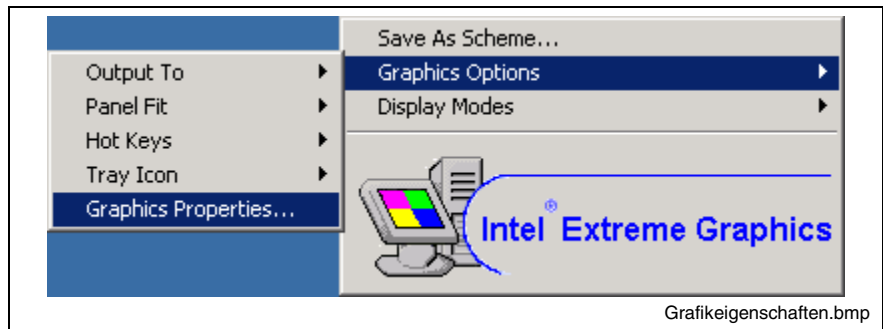 Save As Scheme...
Graphics Options
Display Modes
Output To
Panel Fit
Hot Keys
Tray Icon
Graphics Properties...
Intel® Extreme Graphics
Grafikeigenschaften.bmp